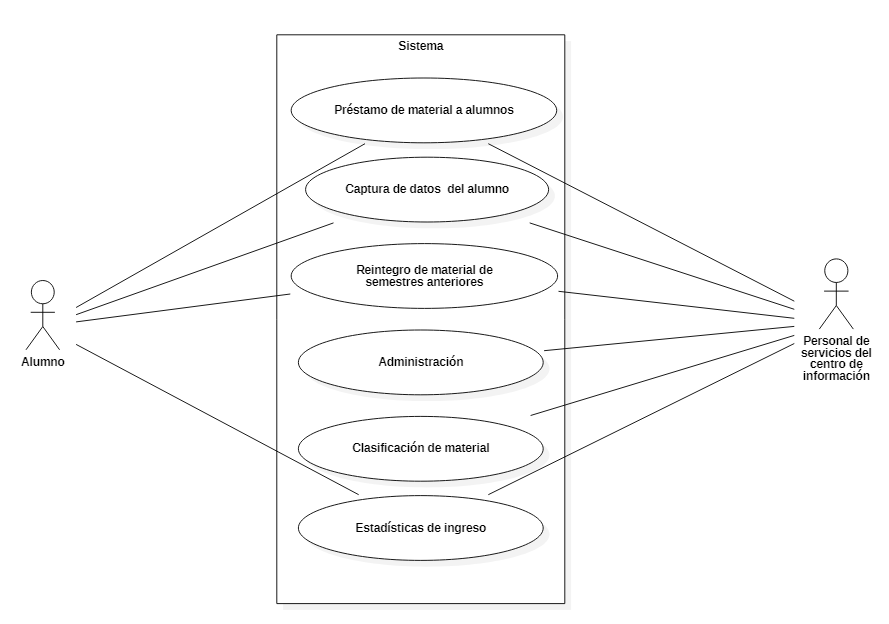 Sistema
Préstamo de material a alumnos
Captura de datos  del alumno
Reintegro de material de
semestres anteriores
Administración
Clasificación de material
Estadísticas de ingreso
Alumno
Personal de
servicios del
centro de
información